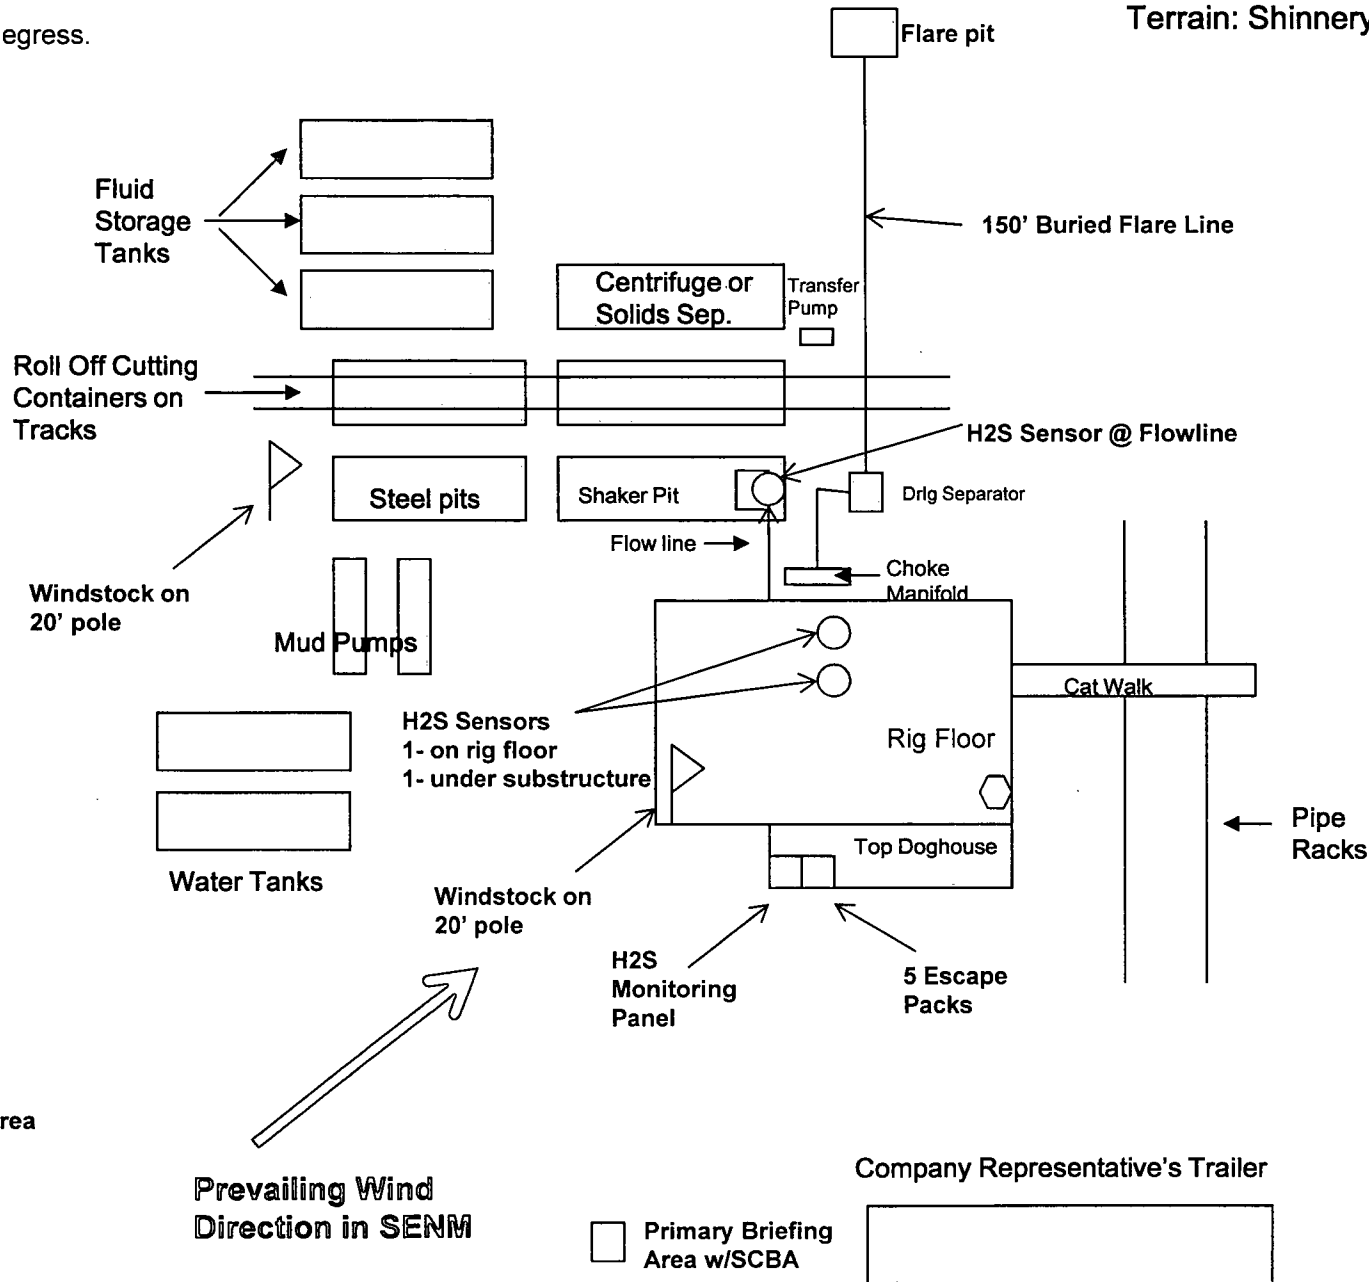 egress.
Flare pit
Terrain: Shinnery
Fluid
Storage
Tanks
150' Buried Flare Line
Centrifuge or
Solids Sep.
Transfer
Pump
Roll Off Cutting
Containers on
Tracks
H2S Sensor @ Flowline
Steel pits
Shaker Pit
Drlg Separator
Flow line
Choke
Manifold
Windstock on
20' pole
Mud Pumps
Cat Walk
H2S Sensors
1- on rig floor
1- under substructure
Rig Floor
Pipe
Racks
Top Doghouse
Water Tanks
Windstock on
20' pole
H2S
Monitoring
Panel
5 Escape
Packs
rea
Prevailing Wind
Direction in SENM
Company Representative's Trailer
Primary Briefing
Area w/SCBA